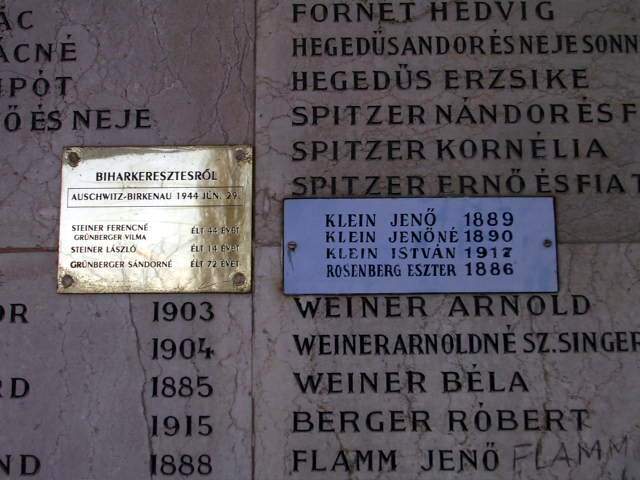 ÁC
ÁCNÉ
IPÓT
Ő ÉS NEJE
FORNET HEDVIG
HEGEDŰS ANDOR ÉS NEJE SONN
HEGEDŰS ERZSIKE
SPITZER NÁNDOR ÉS F
SPITZER KORNÉLIA
SPITZER ERNŐ ÉS FIAI
BIHARKERESZTESRŐL
AUSCHWITZ-BIRKENAU 1944 JÚN. 29.
STEINER FERENCNÉ
GRÜNBERGER VILMA ÉLT 44 ÉVET
STEINER LÁSZLÓ ÉLT 14 ÉVET
GRÜNBERGER SÁNDORNÉ ÉLT 72 ÉVET
KLEIN JENŐ 1889
KLEIN JENŐNÉ 1890
KLEIN ISTVÁN 1917
ROSENBERG ESZTER 1886
OR 1903
1904
RD 1885
1915
ND 1888
WEINER ARNOLD
WEINER ARNOLDNÉ SZ. SINGER
WEINER BÉLA
BERGER RÓBERT
FLAMM JENŐ FLAMM